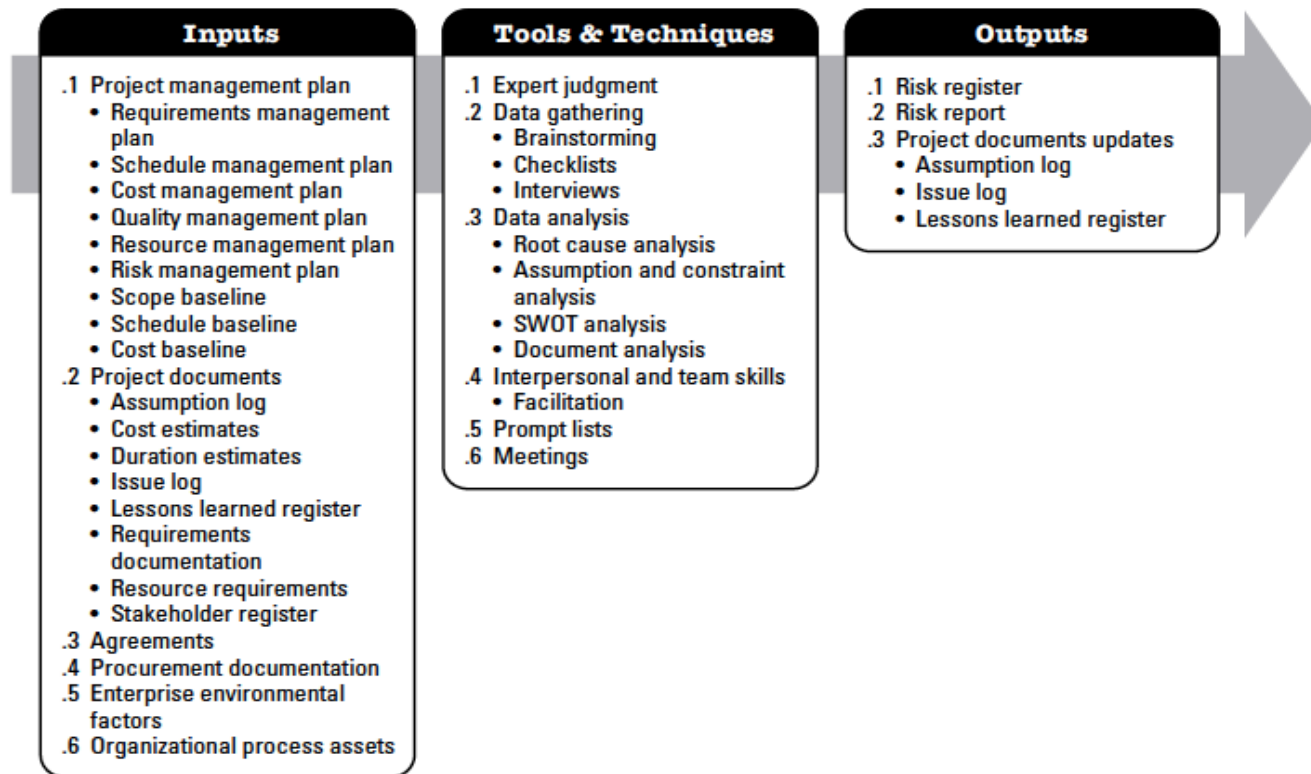 Inputs
.1 Project management plan
• Requirements management
plan
• Schedule management plan
• Cost management plan
• Quality management plan
• Resource management plan
• Risk management plan
• Scope baseline
• Schedule baseline
• Cost baseline
.2 Project documents
• Assumption log
• Cost estimates
• Duration estimates
• Issue log
• Lessons learned register
• Requirements
documentation
• Resource requirements
• Stakeholder register
.3 Agreements
.4 Procurement documentation
.5 Enterprise environmental
factors
.6 Organizational process assets
Tools & Techniques
.1 Expert judgment
.2 Data gathering
• Brainstorming
• Checklists
• Interviews
.3 Data analysis
• Root cause analysis
• Assumption and constraint
analysis
• SWOT analysis
• Document analysis
.4 Interpersonal and team skills
• Facilitation
.5 Prompt lists
.6 Meetings
Outputs
.1 Risk register
.2 Risk report
.3 Project documents updates
• Assumption log
• Issue log
• Lessons learned register